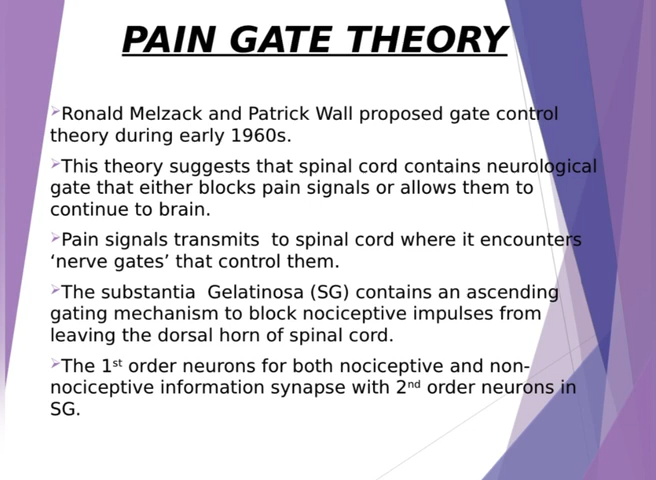 PAIN GATE THEORY
➢Ronald Melzack and Patrick Wall proposed gate control
theory during early 1960s.
➢This theory suggests that spinal cord contains neurological
gate that either blocks pain signals or allows them to
continue to brain.
➢Pain signals transmits  to spinal cord where it encounters
‘nerve gates’ that control them.
➢The substantia  Gelatinosa (SG) contains an ascending
gating mechanism to block nociceptive impulses from
leaving the dorsal horn of spinal cord.
➢The 1st order neurons for both nociceptive and non-
nociceptive information synapse with 2nd order neurons in
SG.